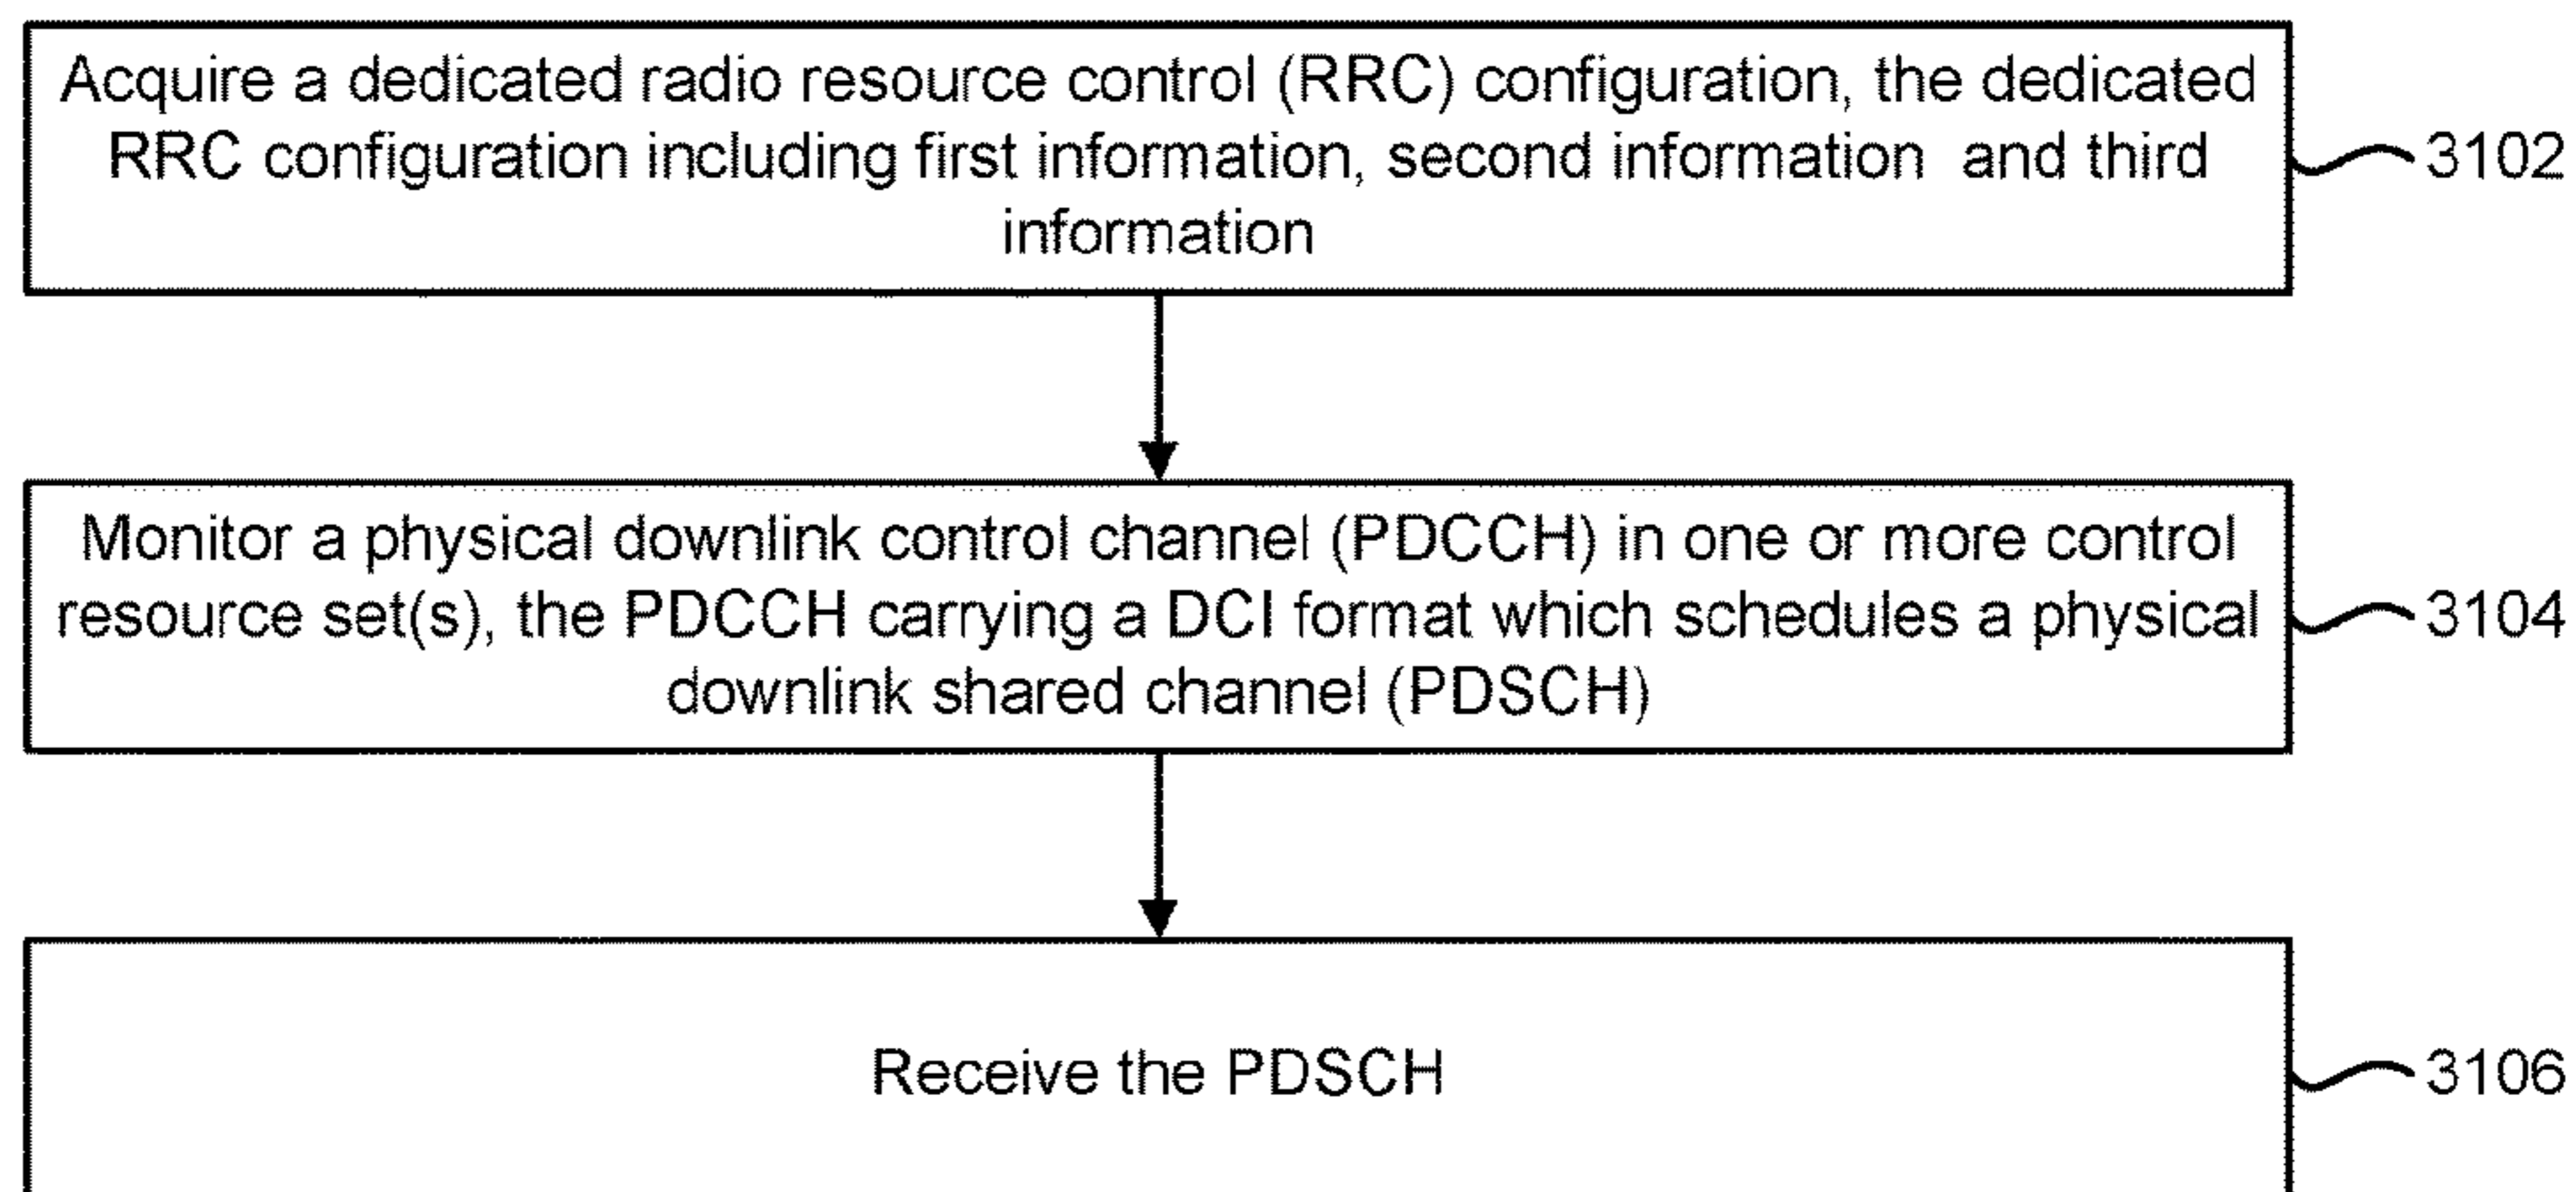 Acquire a dedicated radio resource control (RRC) configuration, the dedicated
RRC configuration including first information, second information and third
information
3102
Monitor a physical downlink control channel (PDCCH) in one or more control
resource set(s), the PDCCH carrying a DCI format which schedules a physical
downlink shared channel (PDSCH)
3104
Receive the PDSCH
3106